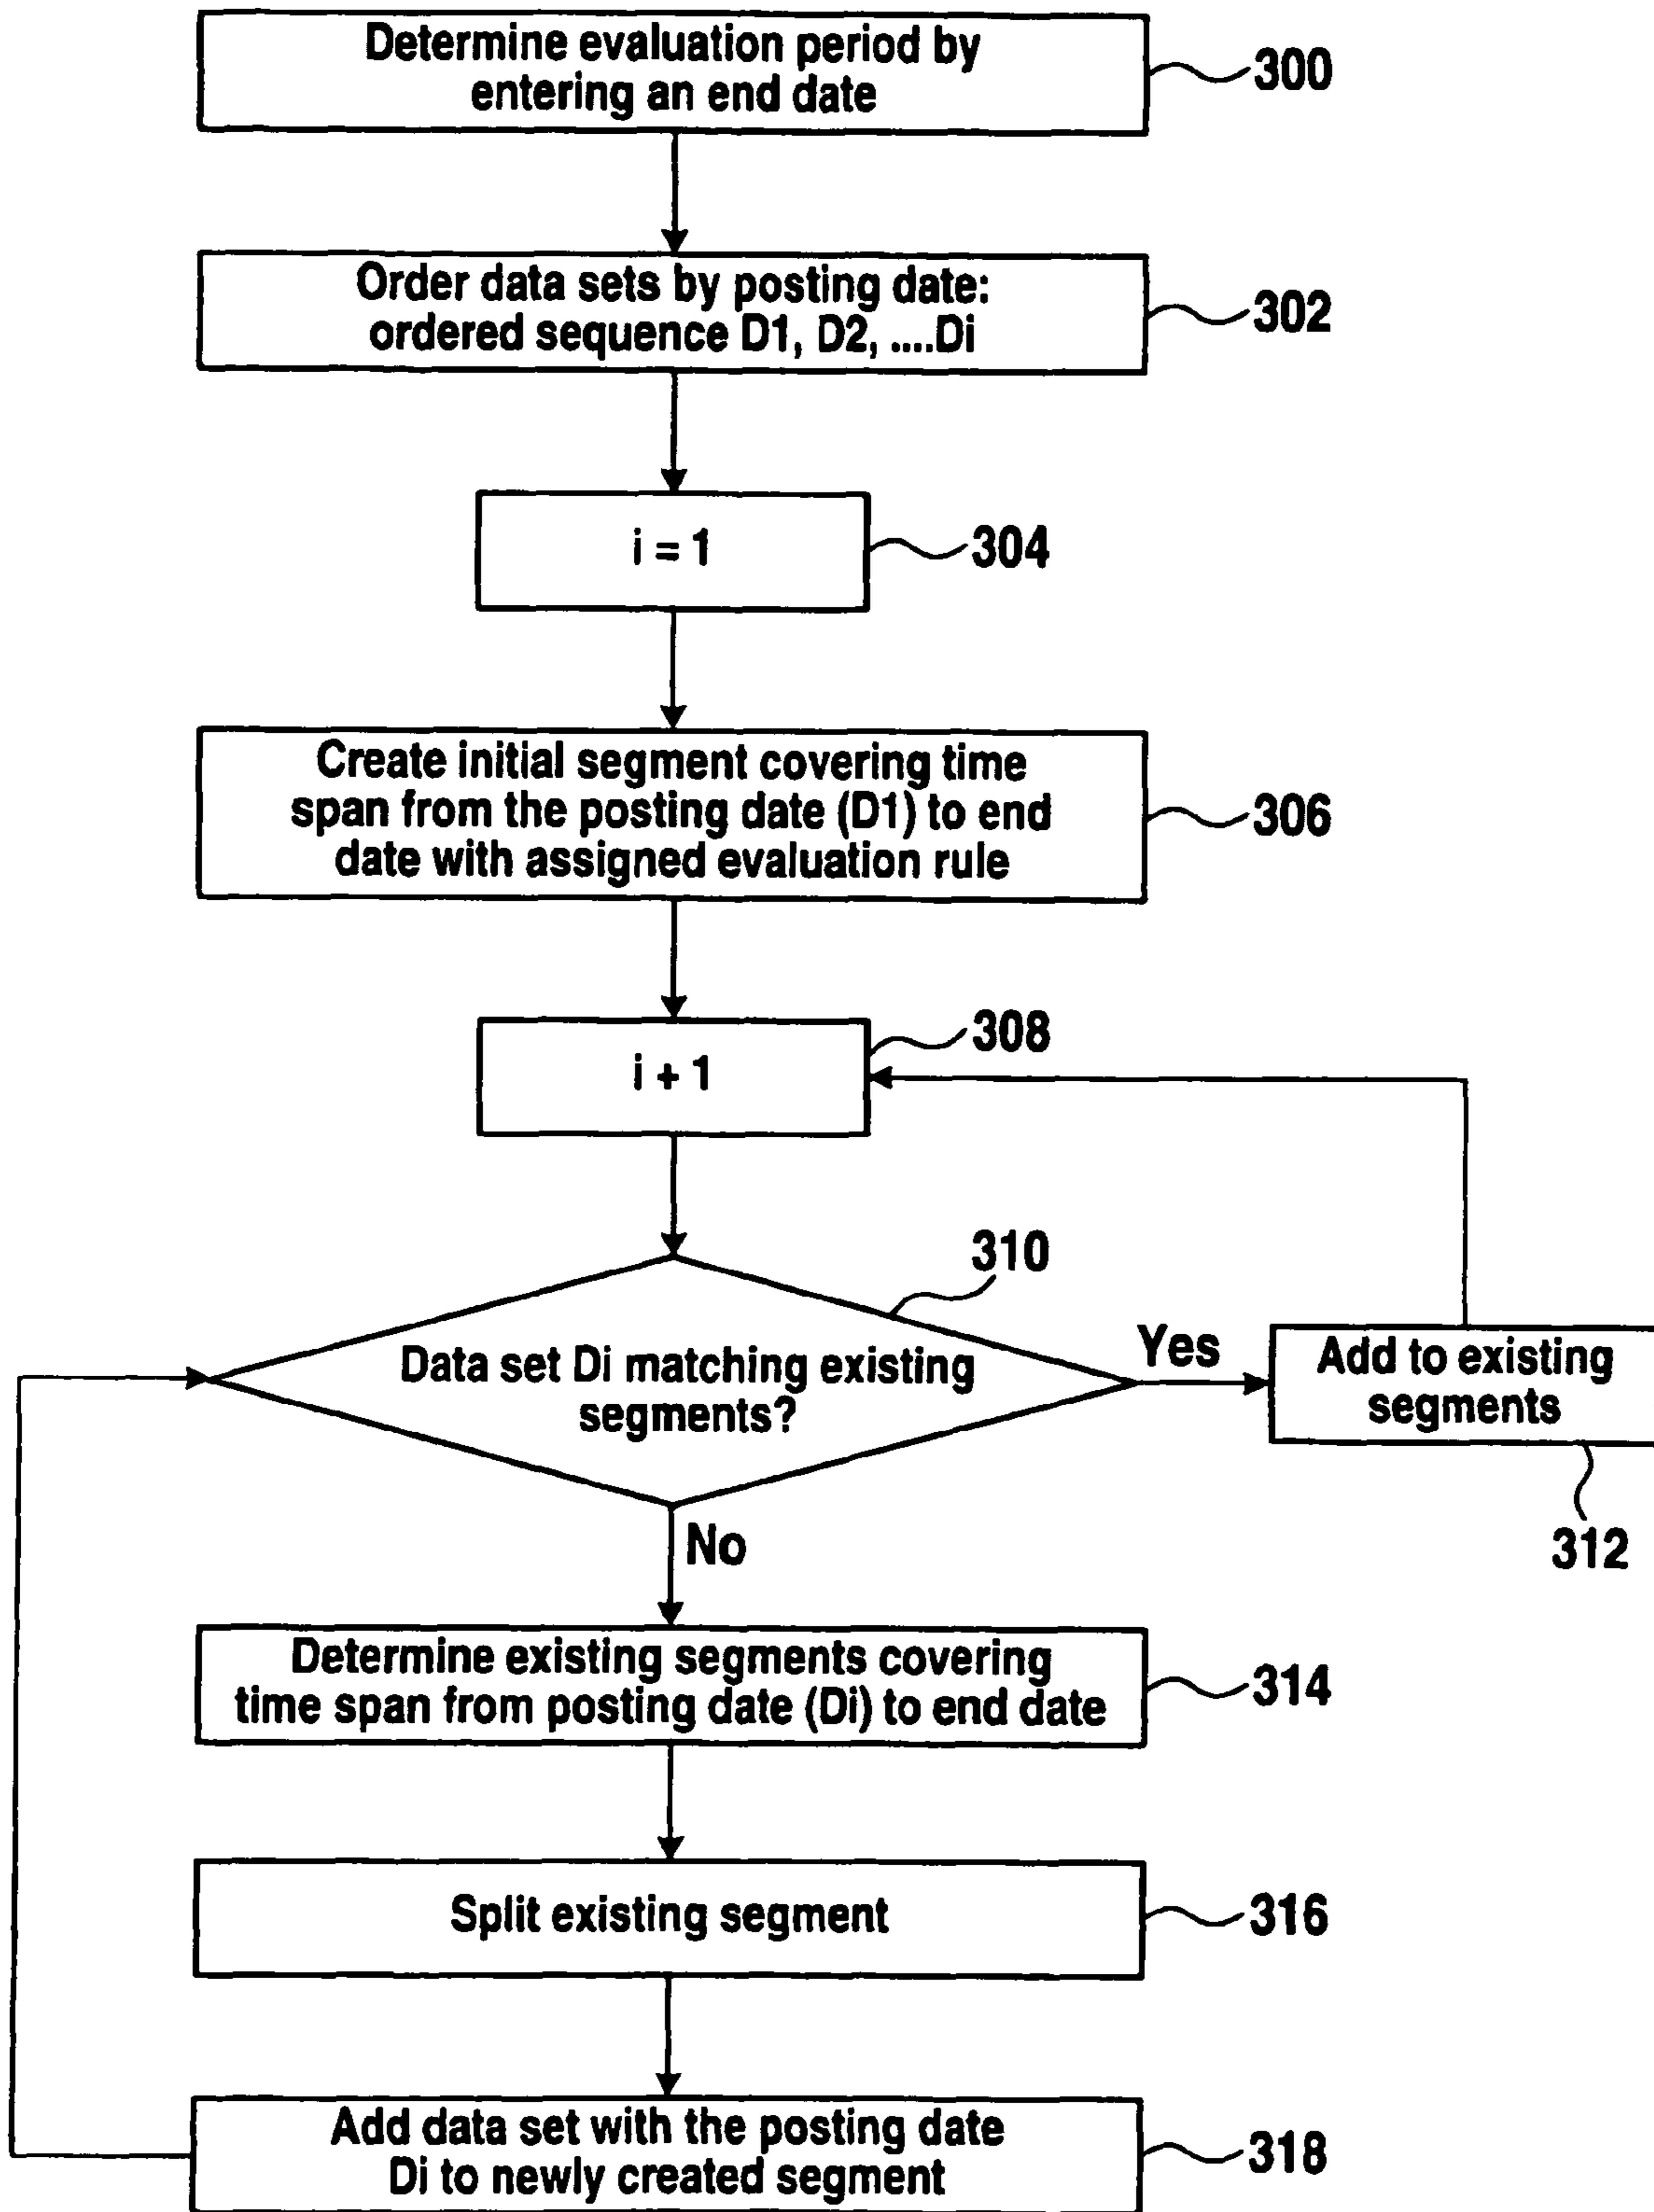 Determine evaluation period by
entering an end date
300
Order data sets by posting date:
ordered sequence D1, D2, ....Di
302
i = 1
304
Create initial segment covering time
span from the posting date (D1) to end
date with assigned evaluation rule
306
i + 1
308
310
Data set Di matching existing
segments?
Yes
Add to existing
segments
312
No
Determine existing segments covering
time span from posting date (Di) to end date
314
Split existing segment
316
Add data set with the posting date
Di to newly created segment
318